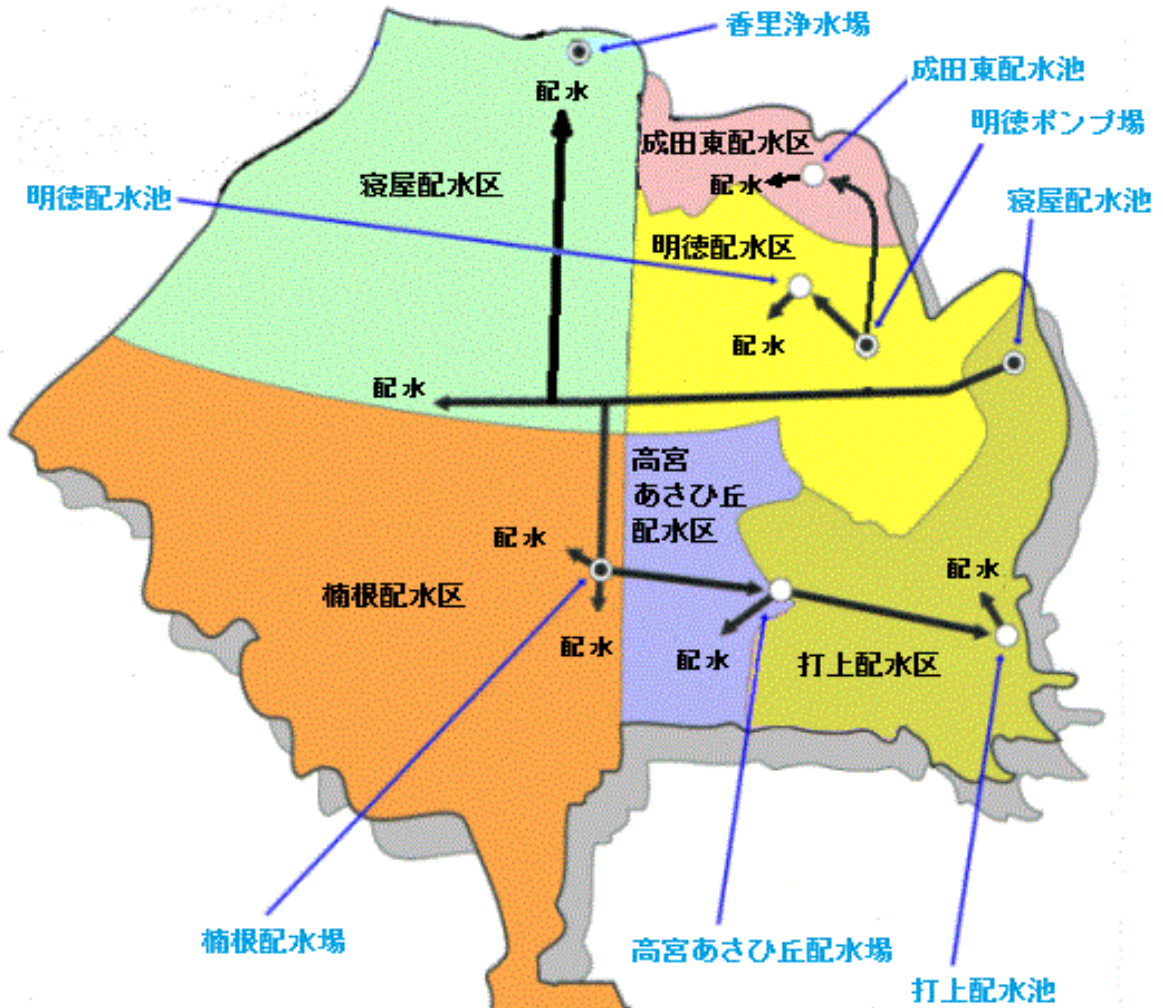 香里浄水場
成田東配水池
配水
明徳ポンプ場
成田東配水区
寝屋配水区
配水
明徳配水池
寝屋配水池
明徳配水区
配水
配水
高宮
あさひ丘
配水区
配水
配水
楠根配水区
配水
配水
打上配水区
楠根配水場
高宮あさひ丘配水場
打上配水池